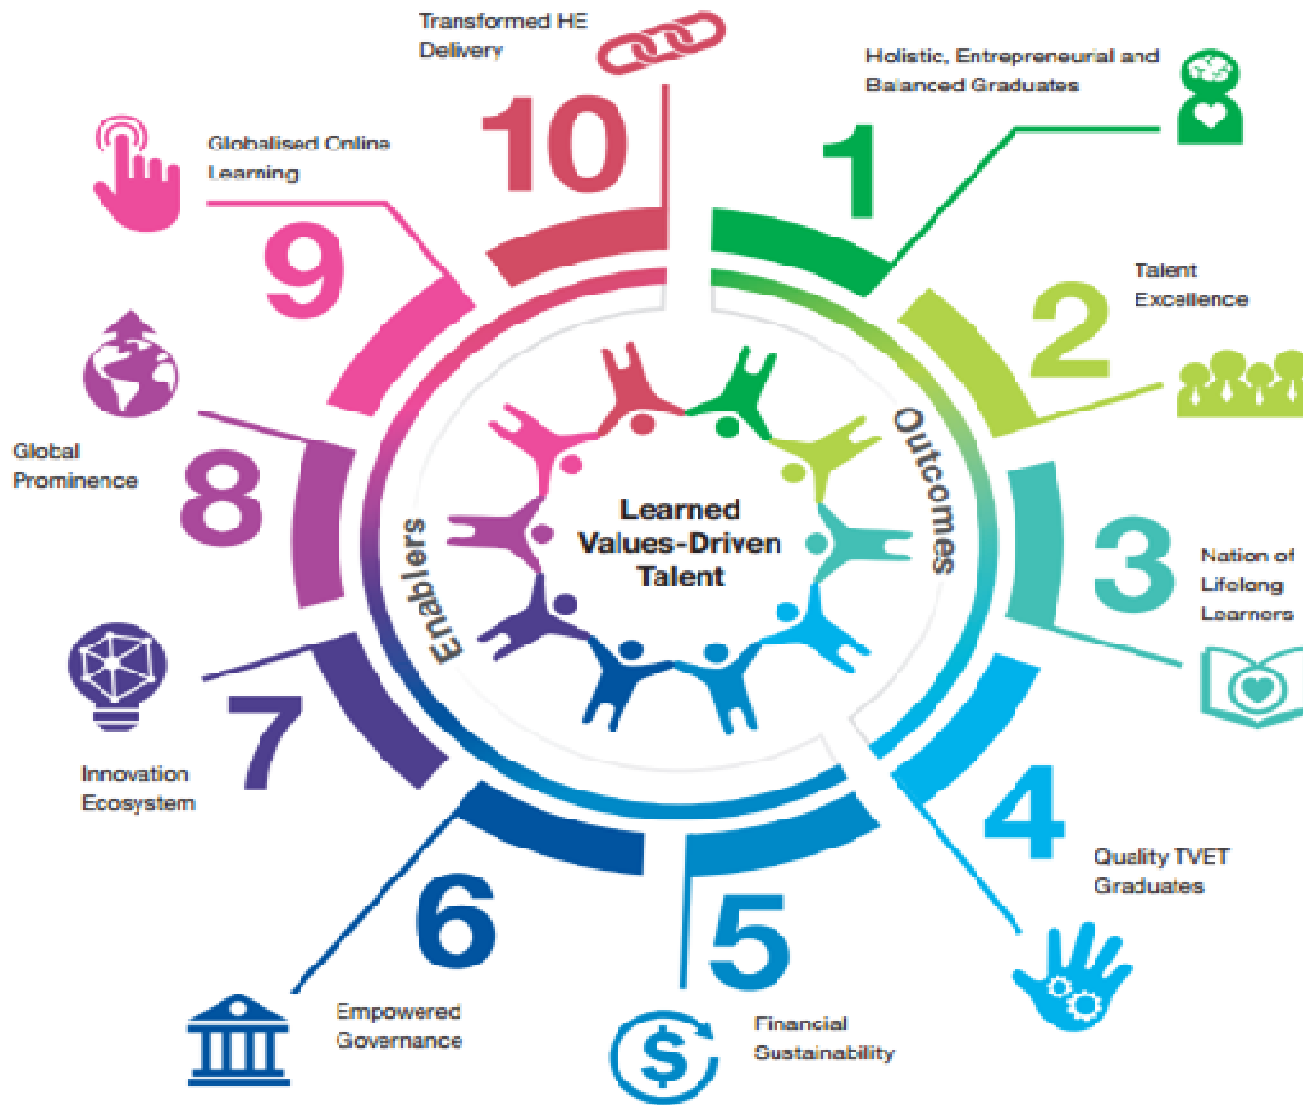 Transformed HE
Delivery
10
Holistic, Entrepreneurial and
Balanced Graduates
1
Globalised Online
Learning
9
Talent
Excellence
2
Global
Prominence
8
Outcomes
Enablers
Learned
Values-Driven
Talent
3
Nation of
Lifelong
Learners
7
Innovation
Ecosystem
4
Quality TVET
Graduates
6
Empowered
Governance
5
$
Financial
Sustainability